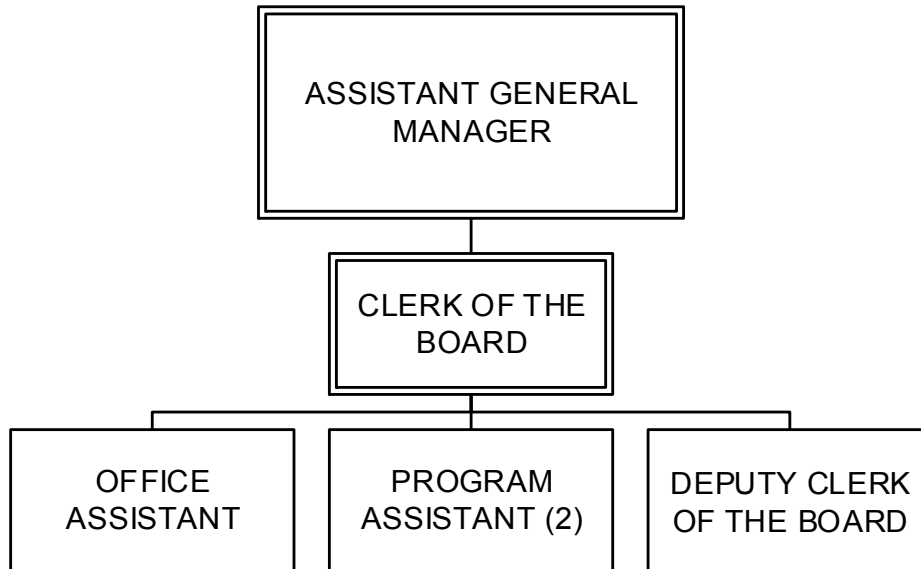 ASSISTANT GENERAL
MANAGER
CLERK OF THE
BOARD
OFFICE
ASSISTANT
PROGRAM
ASSISTANT (2)
DEPUTY CLERK
OF THE BOARD